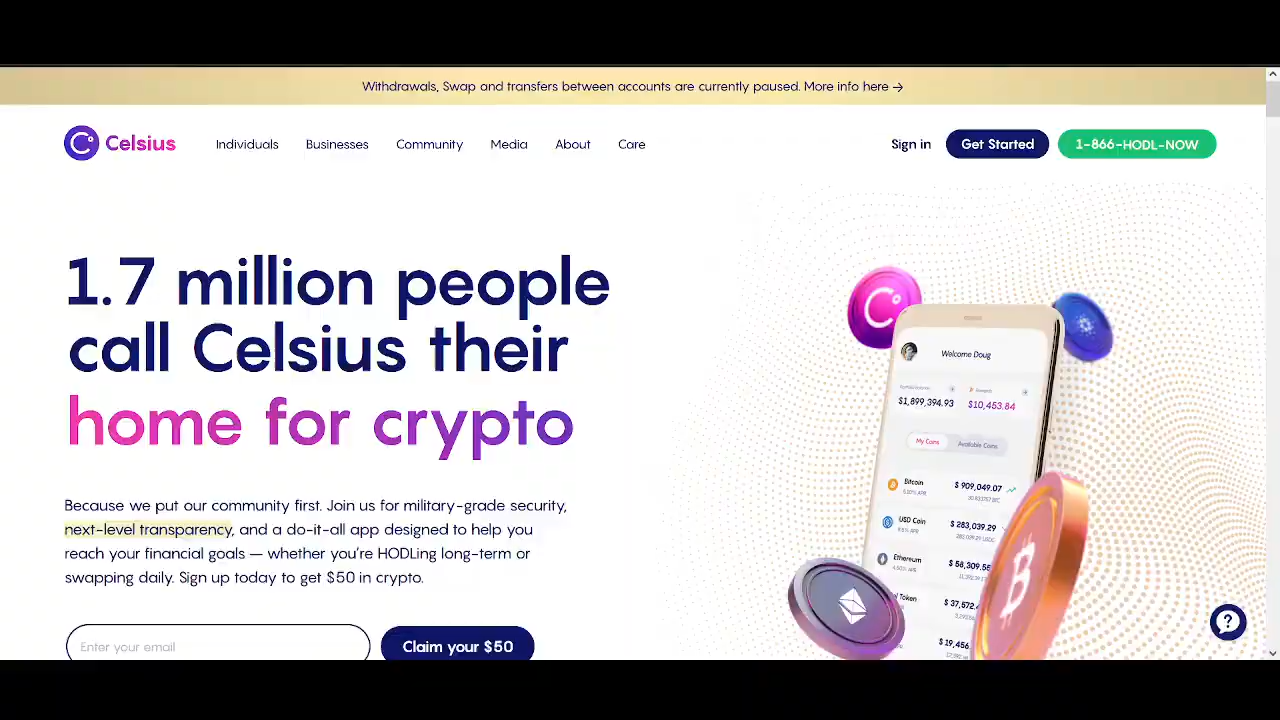 Withdrawals, Swap and transfers between accounts are currently paused. More info here →
Celsius
Individuals
Businesses
Community
Media
About
Care
Sign in
Get Started
1-866-HODL-NOW
1.7 million people
call Celsius their
home for crypto
Because we put our community first. Join us for military-grade security,
next-level transparency, and a do-it-all app designed to help you
reach your financial goals — whether you're HODLing long-term or
swapping daily. Sign up today to get $50 in crypto.
Enter your email
Claim your $50
Welcome Doug
$1,899,394.93
$10,453.84
My Coins
Available Coins
Bitcoin
$ 909,049.07
USD Coin
$ 283,039.29
Ethereum
$ 58,309.55
Token
$ 37,572.
$ 19,456.